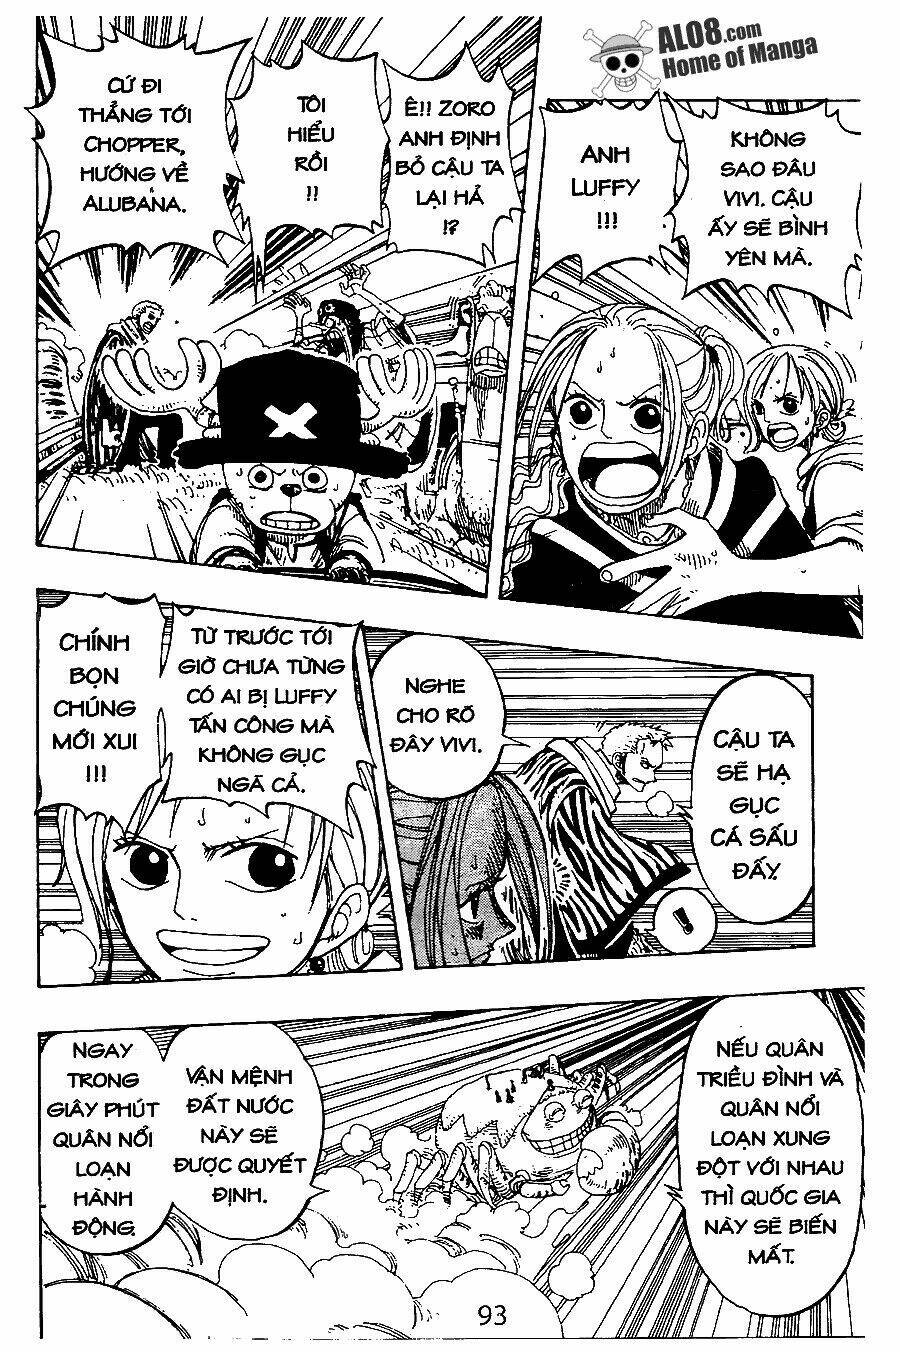 AL08.com
Home of Manga
KHÔNG
SAO ĐÂU
VIVI. CẬU
ẤY SẼ BÌNH
YÊN MÀ.
ANH
LUFFY
!!!
Ê!! ZORO
ANH ĐỊNH
BỎ CẬU TA
LẠI HẢ
!?
TÔI
HIỂU
RỒI
!!
CỨ ĐI
THẲNG TỚI
CHOPPER,
HƯỚNG VỀ
ALUBANA.
CẬU TA
SẼ HẠ
GỤC
CÁ SẤU
ĐẤY.
!
NGHE
CHO RÕ
ĐÂY VIVI.
TỪ TRƯỚC TỚI
GIỜ CHƯA TỪNG
CÓ AI BỊ LUFFY
TẤN CÔNG MÀ
KHÔNG GỤC
NGÃ CẢ.
CHÍNH
BỌN
CHÚNG
MỚI XUI
!!!
NẾU QUÂN
TRIỀU ĐÌNH VÀ
QUÂN NỔI
LOẠN XUNG
ĐỘT VỚI NHAU
THÌ QUỐC GIA
NÀY SẼ BIẾN
MẤT.
VẬN MỆNH
ĐẤT NƯỚC
NÀY SẼ
ĐƯỢC QUYẾT
ĐỊNH.
NGAY
TRONG
GIÂY PHÚT
QUÂN NỔI
LOẠN
HÀNH
ĐỘNG.
93